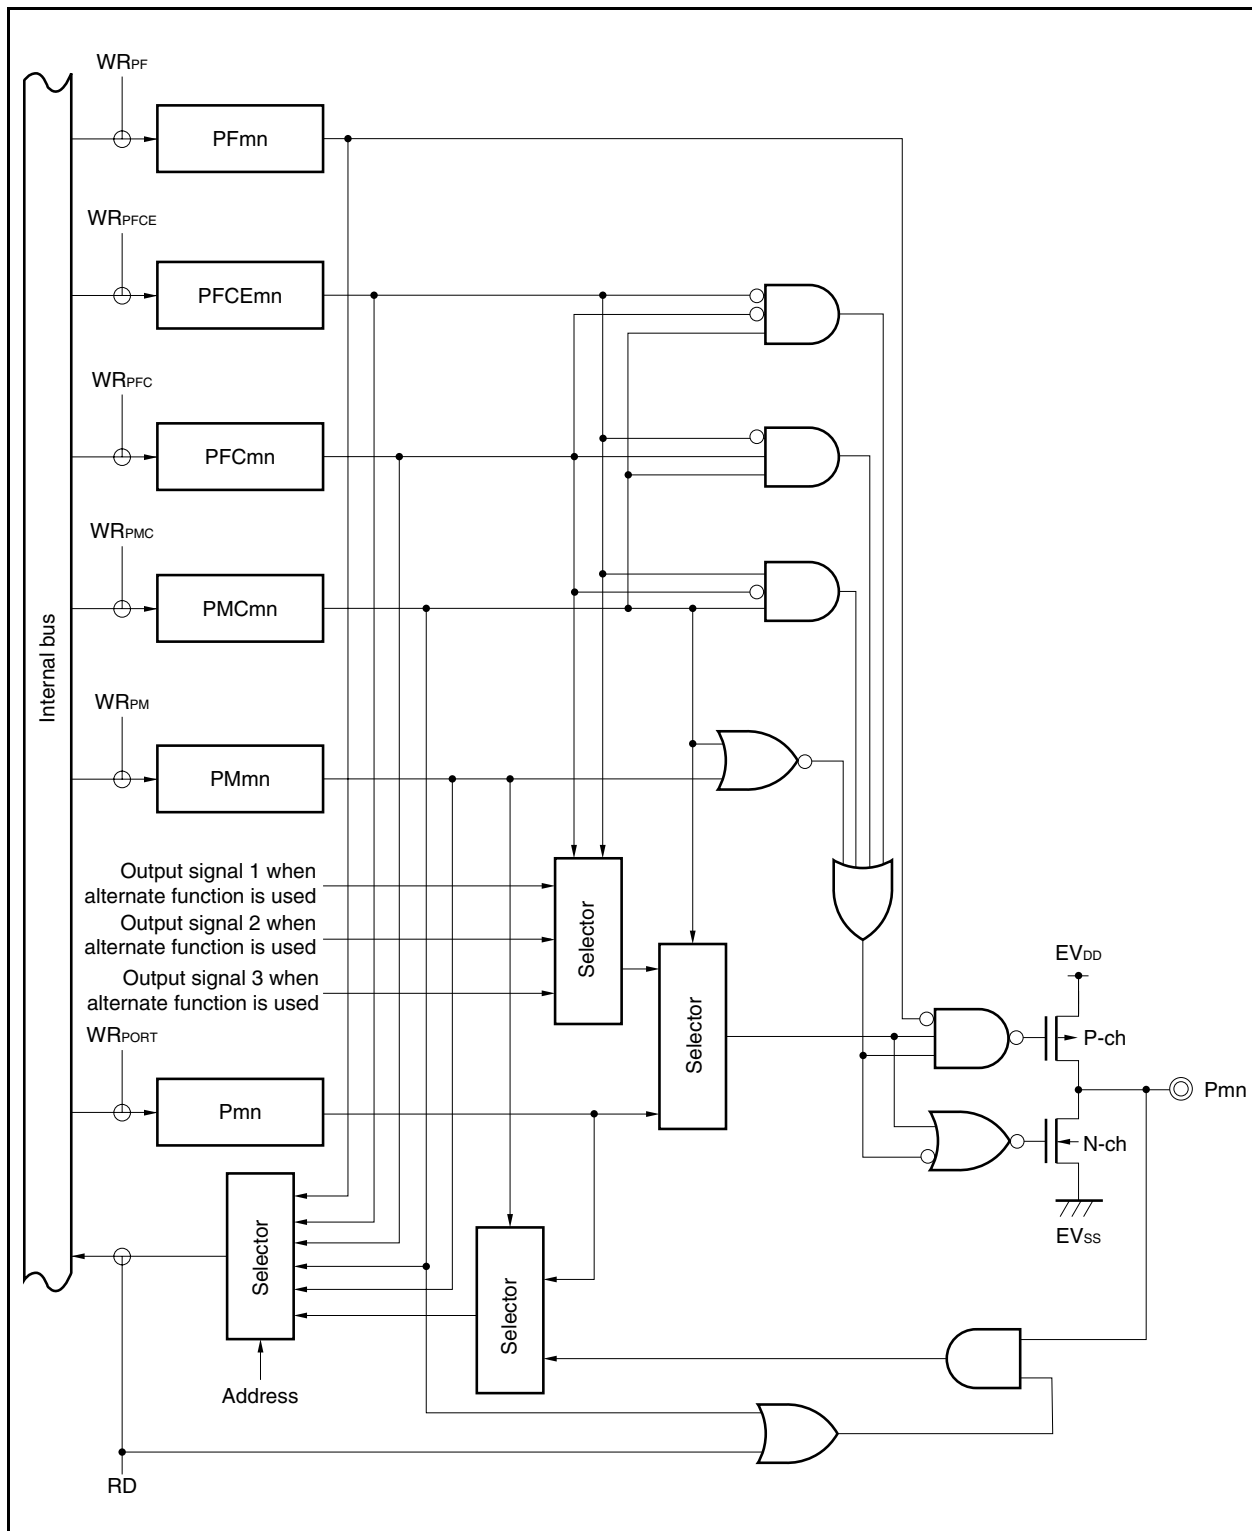 WRPF
PFmn
WRPFCE
PFCEmn
WRPFC
PFCmn
WRPMC
PMCmn
Internal bus
WRPM
PMmn
Output signal 1 when
alternate function is used
Output signal 2 when
alternate function is used
Output signal 3 when
alternate function is used
Selector
Selector
EVDD
P-ch
WRPORT
Pmn
Pmn
N-ch
EVSS
Selector
Selector
Address
RD